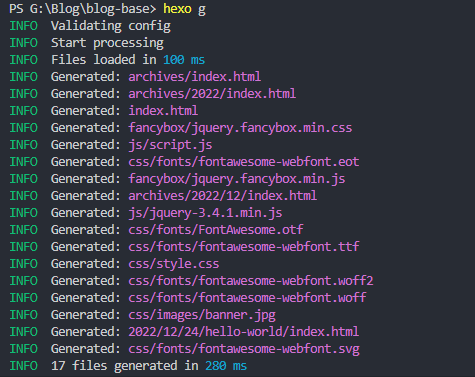 PS G:\Blog\blog-base> hexo g
INFO  Validating config
INFO  Start processing
INFO  Files loaded in 100 ms
INFO  Generated: archives/index.html
INFO  Generated: archives/2022/index.html
INFO  Generated: index.html
INFO  Generated: fancybox/jquery.fancybox.min.css
INFO  Generated: js/script.js
INFO  Generated: css/fonts/fontawesome-webfont.eot
INFO  Generated: fancybox/jquery.fancybox.min.js
INFO  Generated: archives/2022/12/index.html
INFO  Generated: js/jquery-3.4.1.min.js
INFO  Generated: css/fonts/FontAwesome.otf
INFO  Generated: css/fonts/fontawesome-webfont.ttf
INFO  Generated: css/style.css
INFO  Generated: css/fonts/fontawesome-webfont.woff2
INFO  Generated: css/fonts/fontawesome-webfont.woff
INFO  Generated: css/images/banner.jpg
INFO  Generated: 2022/12/24/hello-world/index.html
INFO  Generated: css/fonts/fontawesome-webfont.svg
INFO  17 files generated in 280 ms